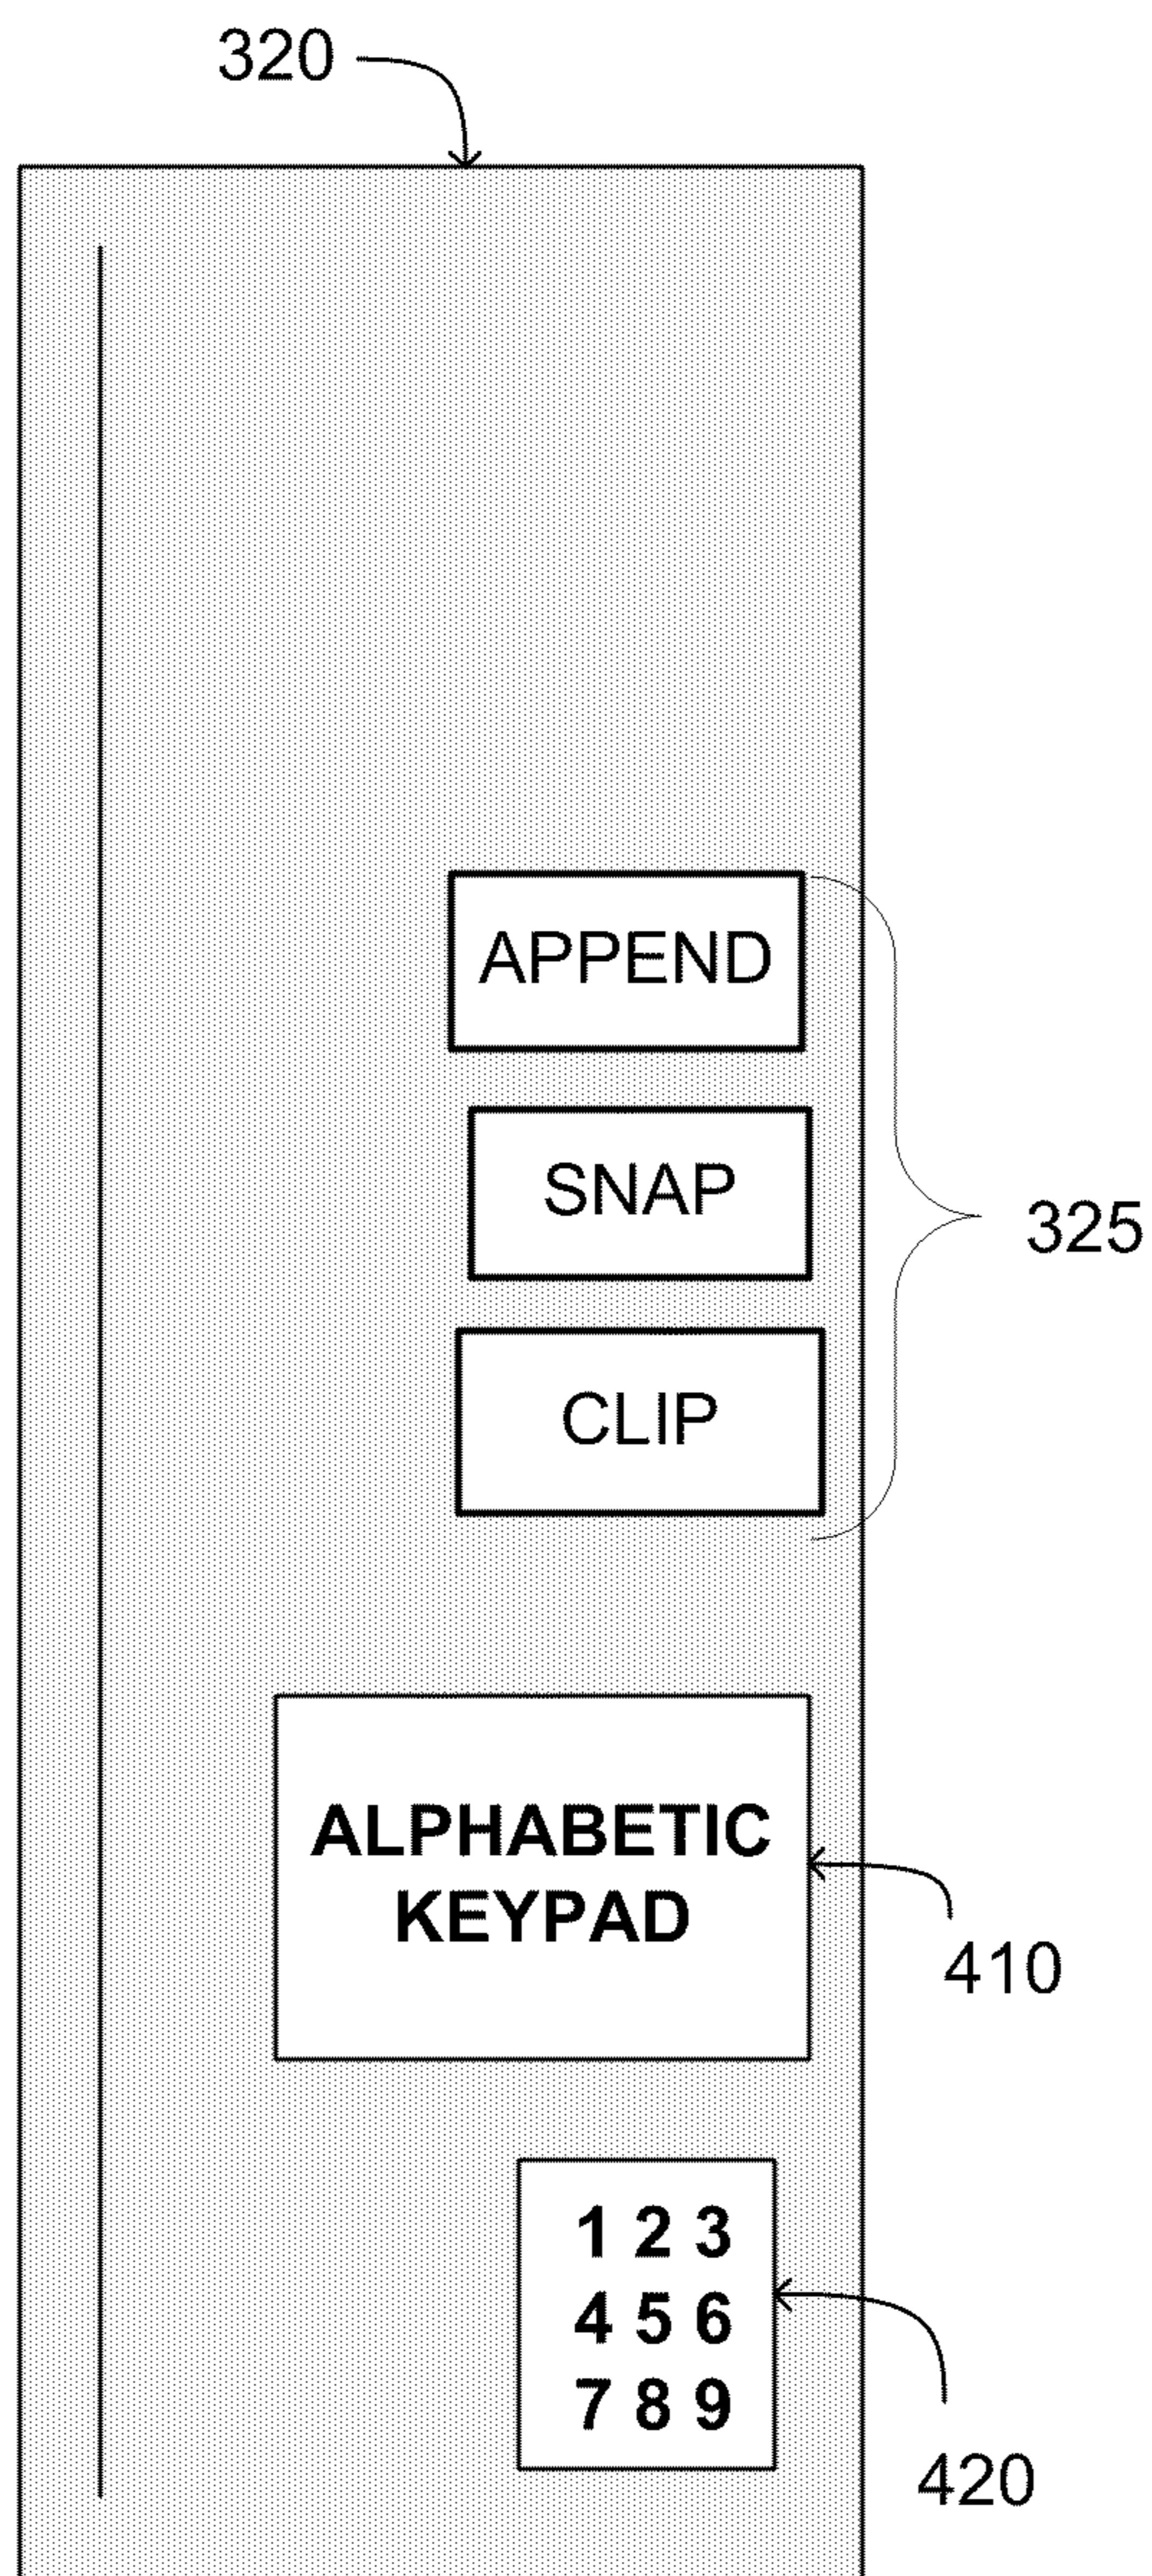 320
APPEND
SNAP
325
CLIP
ALPHABETIC
KEYPAD
410
1 2 3
4 5 6
7 8 9
420